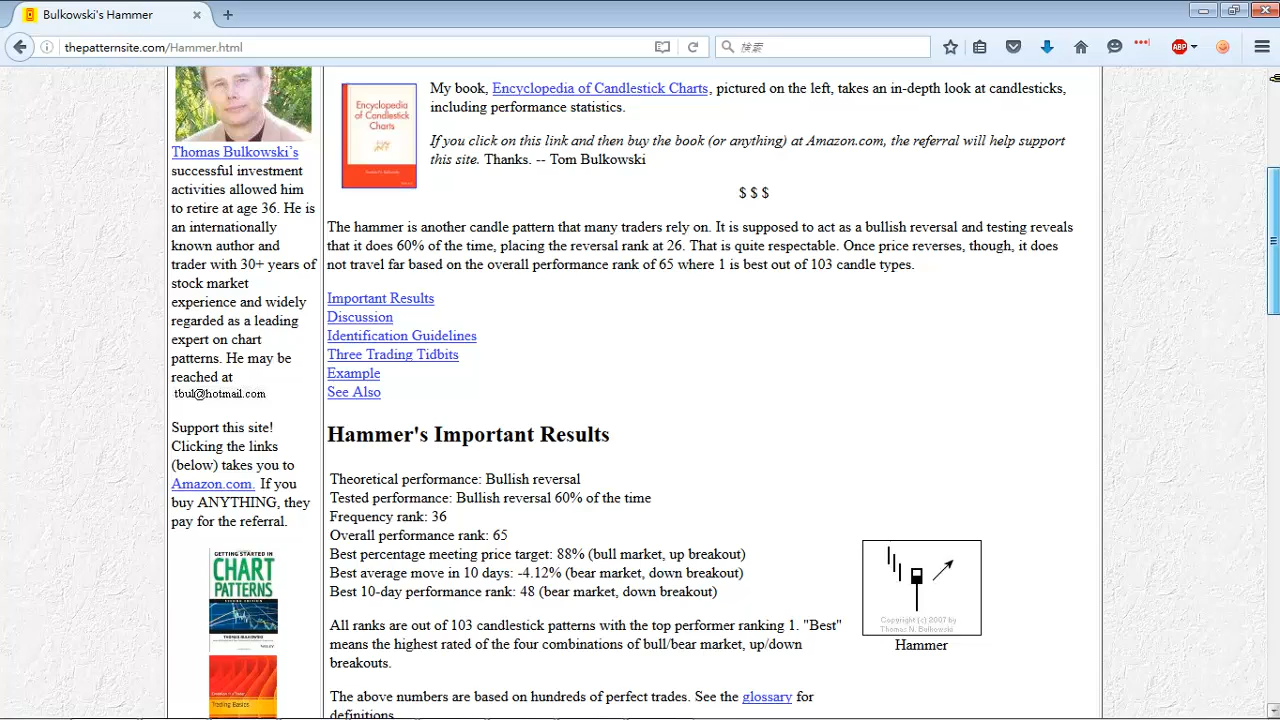 Bulkowski's Hammer
thepatternsite.com/Hammer.html
搜索
ABP
Thomas Bulkowski's
successful investment
activities allowed him
to retire at age 36. He is
an internationally
known author and
trader with 30+ years of
stock market
experience and widely
regarded as a leading
expert on chart
patterns. He may be
reached at
tbul@hotmail.com
Support this site!
Clicking the links
(below) takes you to
Amazon.com. If you
buy ANYTHING, they
pay for the referral.
GETTING STARTED IN
CHART
PATTERNS
THOMAS BULKOWSKI
Trading Basics
Encyclopedia of
Candlestick
Charts
My book, Encyclopedia of Candlestick Charts, pictured on the left, takes an in-depth look at candlesticks,
including performance statistics.
If you click on this link and then buy the book (or anything) at Amazon.com, the referral will help support
this site. Thanks. -- Tom Bulkowski
$ $ $
The hammer is another candle pattern that many traders rely on. It is supposed to act as a bullish reversal and testing reveals
that it does 60% of the time, placing the reversal rank at 26. That is quite respectable. Once price reverses, though, it does
not travel far based on the overall performance rank of 65 where 1 is best out of 103 candle types.
Important Results
Discussion
Identification Guidelines
Three Trading Tidbits
Example
See Also
Hammer's Important Results
Theoretical performance: Bullish reversal
Tested performance: Bullish reversal 60% of the time
Frequency rank: 36
Overall performance rank: 65
Best percentage meeting price target: 88% (bull market, up breakout)
Best average move in 10 days: -4.12% (bear market, down breakout)
Best 10-day performance rank: 48 (bear market, down breakout)
All ranks are out of 103 candlestick patterns with the top performer ranking 1. "Best"
means the highest rated of the four combinations of bull/bear market, up/down
breakouts.
The above numbers are based on hundreds of perfect trades. See the glossary for
definitions.
Copyright (c) 2007 by
Thomas N. Bulkowski
Hammer